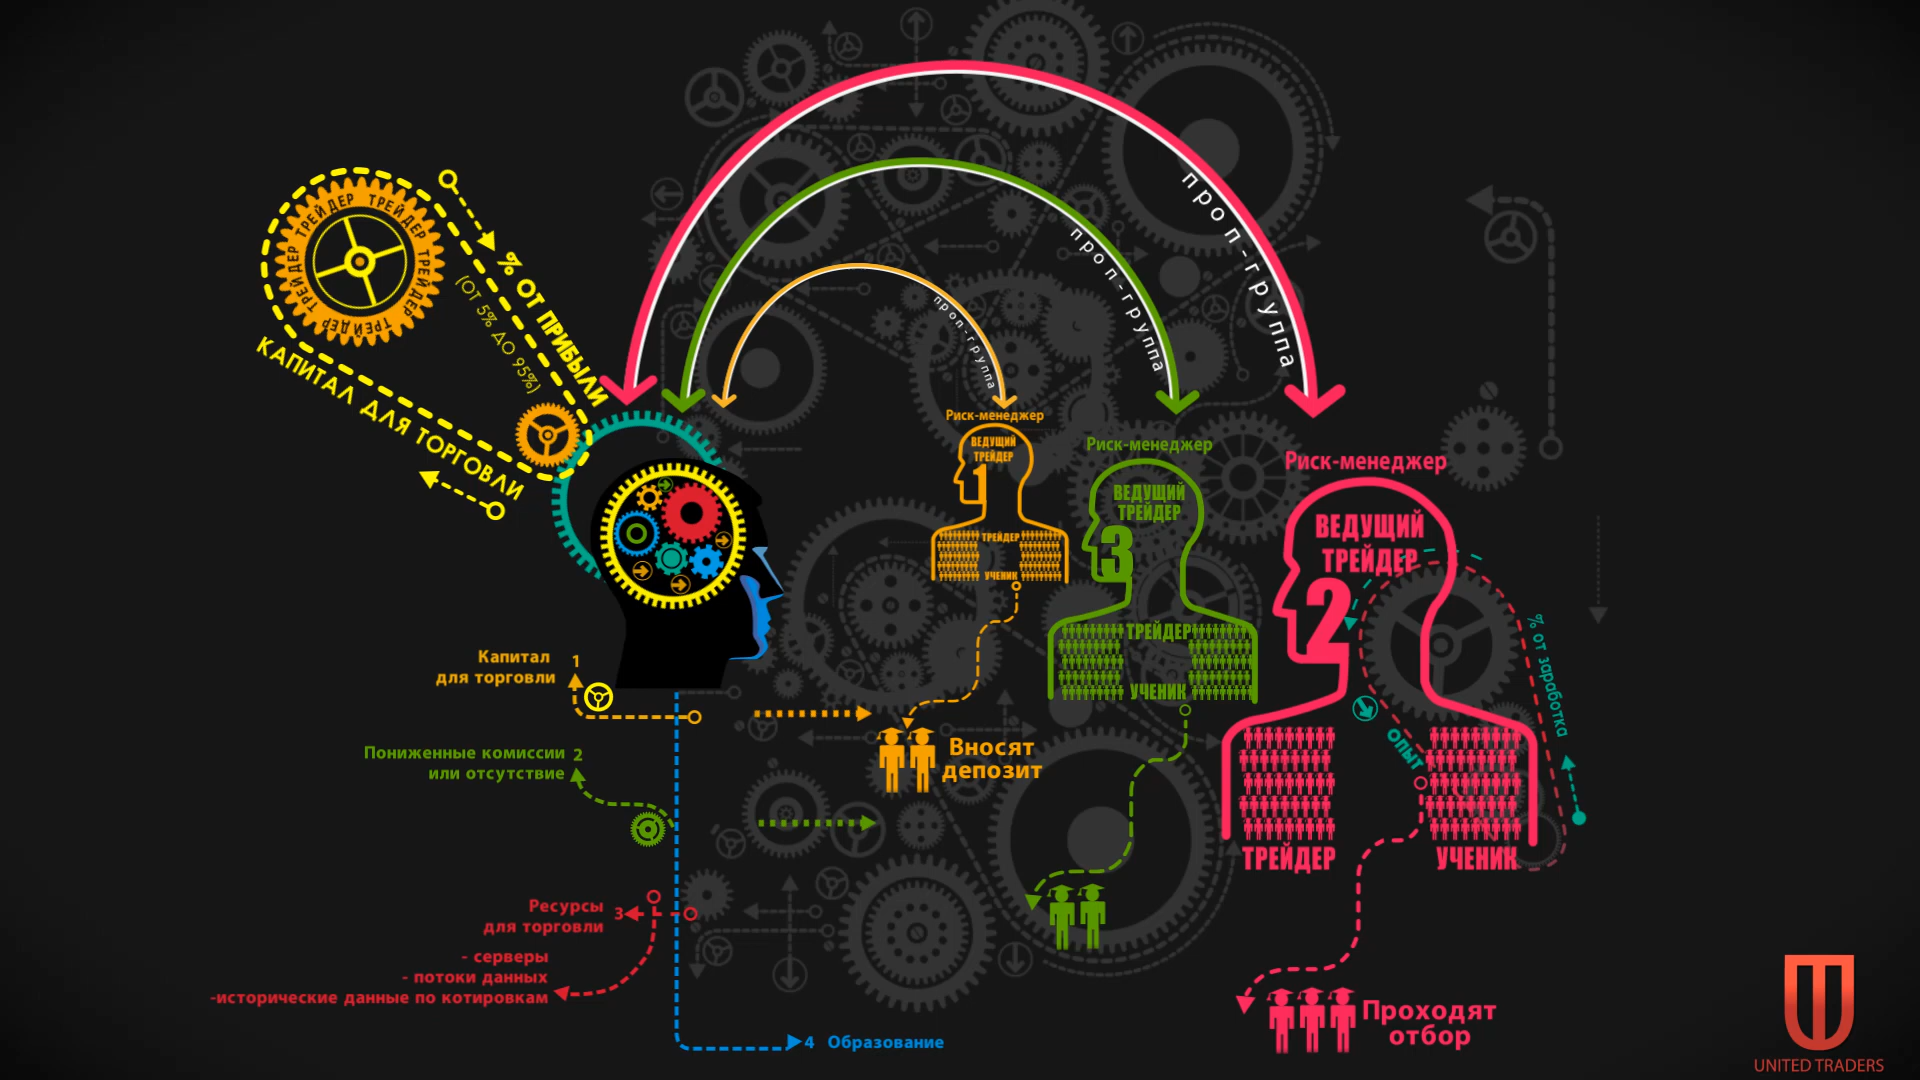 ТРЕЙДЕР ТРЕЙДЕР ТРЕЙДЕР ТРЕЙДЕР ТРЕЙДЕР ТРЕЙДЕР
% ОТ ПРИБЫЛИ
(ОТ 5% ДО 95%)
КАПИТАЛ ДЛЯ ТОРГОВЛИ
проп-группа
проп-группа
проп-группа
Риск-менеджер
ВЕДУЩИЙ
ТРЕЙДЕР
1
ТРЕЙДЕР
УЧЕНИК
Риск-менеджер
ВЕДУЩИЙ
ТРЕЙДЕР
3
ТРЕЙДЕР
УЧЕНИК
Риск-менеджер
ВЕДУЩИЙ
ТРЕЙДЕР
2
% от заработка
ОПЫТ
ТРЕЙДЕР
УЧЕНИК
Капитал 1
для торговли
Пониженные комиссии 2
или отсутствие
Ресурсы 3
для торговли
- серверы
- потоки данных
-исторические данные по котировкам
4 Образование
Вносят
депозит
Проходят
отбор
UNITED TRADERS